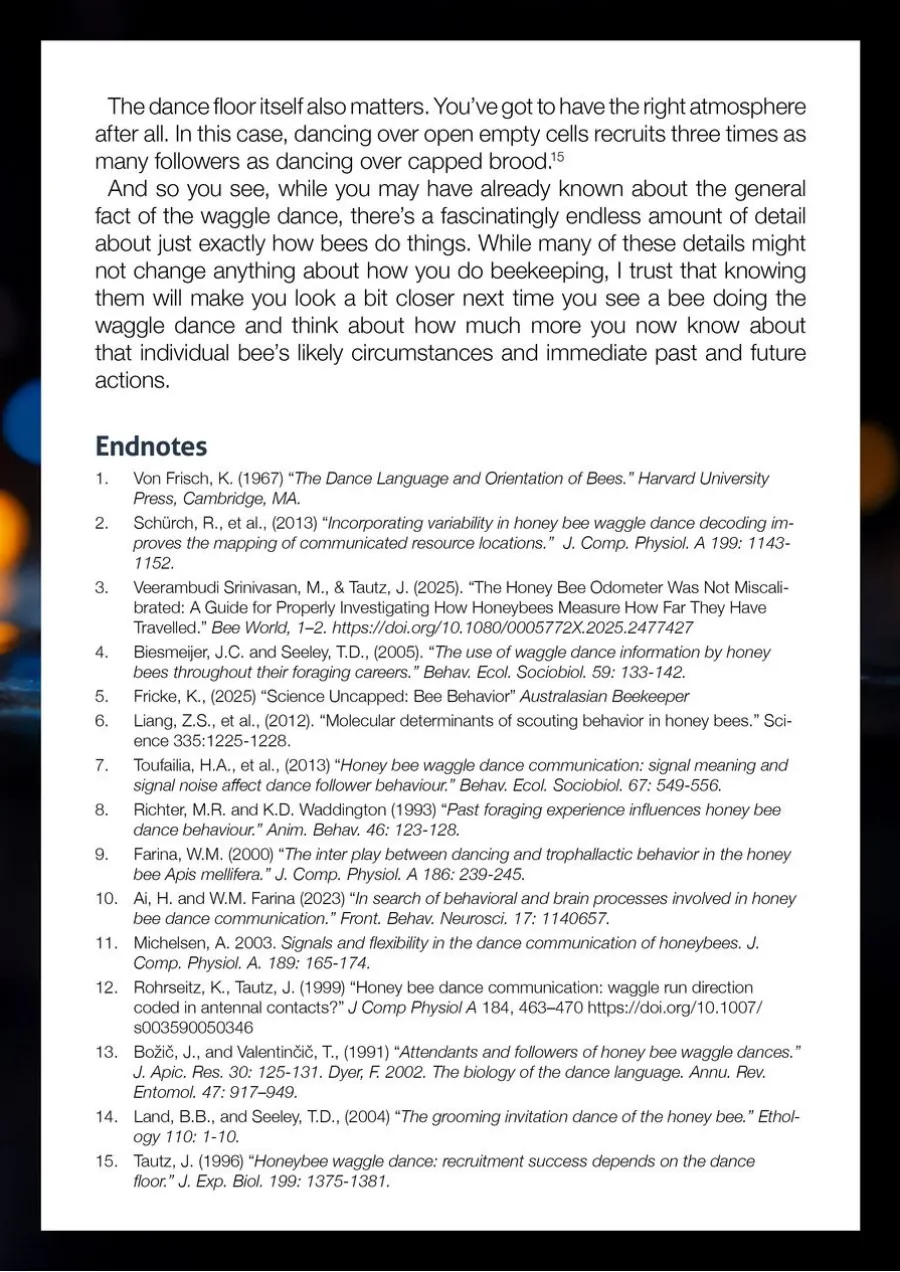 The dance floor itself also matters. You’ve got to have the right atmosphere
after all. In this case, dancing over open empty cells recruits three times as
many followers as dancing over capped brood.15
And so you see, while you may have already known about the general
fact of the waggle dance, there’s a fascinatingly endless amount of detail
about just exactly how bees do things. While many of these details might
not change anything about how you do beekeeping, I trust that knowing
them will make you look a bit closer next time you see a bee doing the
waggle dance and think about how much more you now know about
that individual bee’s likely circumstances and immediate past and future
actions.
Endnotes
1. Von Frisch, K. (1967) “The Dance Language and Orientation of Bees.” Harvard University
Press, Cambridge, MA.
2. Schürch, R., et al., (2013) “Incorporating variability in honey bee waggle dance decoding im-
proves the mapping of communicated resource locations.” J. Comp. Physiol. A 199: 1143-
1152.
3. Veerambudi Srinivasan, M., & Tautz, J. (2025). “The Honey Bee Odometer Was Not Miscali-
brated: A Guide for Properly Investigating How Honeybees Measure How Far They Have
Travelled.” Bee World, 1–2. https://doi.org/10.1080/0005772X.2025.2477427
4. Biesmeijer, J.C. and Seeley, T.D., (2005). “The use of waggle dance information by honey
bees throughout their foraging careers.” Behav. Ecol. Sociobiol. 59: 133-142.
5. Fricke, K., (2025) “Science Uncapped: Bee Behavior” Australasian Beekeeper
6. Liang, Z.S., et al., (2012). “Molecular determinants of scouting behavior in honey bees.” Sci-
ence 335:1225-1228.
7. Toufailia, H.A., et al., (2013) “Honey bee waggle dance communication: signal meaning and
signal noise affect dance follower behaviour.” Behav. Ecol. Sociobiol. 67: 549-556.
8. Richter, M.R. and K.D. Waddington (1993) “Past foraging experience influences honey bee
dance behaviour.” Anim. Behav. 46: 123-128.
9. Farina, W.M. (2000) “The inter play between dancing and trophallactic behavior in the honey
bee Apis mellifera.” J. Comp. Physiol. A 186: 239-245.
10. Ai, H. and W.M. Farina (2023) “In search of behavioral and brain processes involved in honey
bee dance communication.” Front. Behav. Neurosci. 17: 1140657.
11. Michelsen, A. 2003. Signals and flexibility in the dance communication of honeybees. J.
Comp. Physiol. A. 189: 165-174.
12. Rohrseitz, K., Tautz, J. (1999) “Honey bee dance communication: waggle run direction
coded in antennal contacts?” J Comp Physiol A 184, 463–470 https://doi.org/10.1007/
s003590050346
13. Božič, J., and Valentinčič, T., (1991) “Attendants and followers of honey bee waggle dances.”
J. Apic. Res. 30: 125-131. Dyer, F. 2002. The biology of the dance language. Annu. Rev.
Entomol. 47: 917–949.
14. Land, B.B., and Seeley, T.D., (2004) “The grooming invitation dance of the honey bee.” Ethol-
ogy 110: 1-10.
15. Tautz, J. (1996) “Honeybee waggle dance: recruitment success depends on the dance
floor.” J. Exp. Biol. 199: 1375-1381.